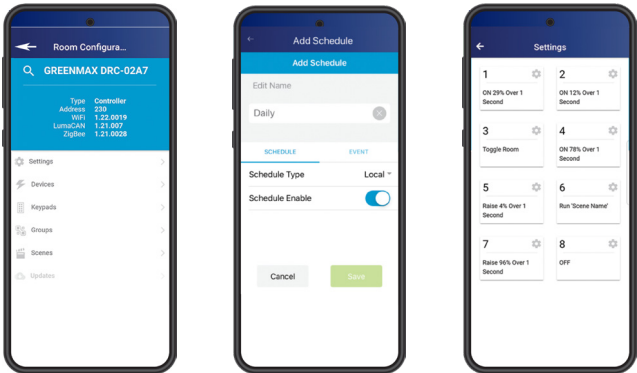 Room Configura...
GREENMAX DRC-02A7
Type Controller
Address 230
WiFi 1.22.0019
LumaCAN 1.21.007
ZigBee 1.21.0028
Settings
Devices
Keypads
Groups
Scenes
Updates
Add Schedule
Add Schedule
Edit Name
Daily
SCHEDULE EVENT
Schedule Type Local
Schedule Enable
Cancel Save
Settings
1
ON 29% Over 1
Second
2
ON 12% Over 1
Second
3
Toggle Room
4
ON 78% Over 1
Second
5
Raise 4% Over 1
Second
6
Run 'Scene Name'
7
Raise 96% Over 1
Second
8
OFF